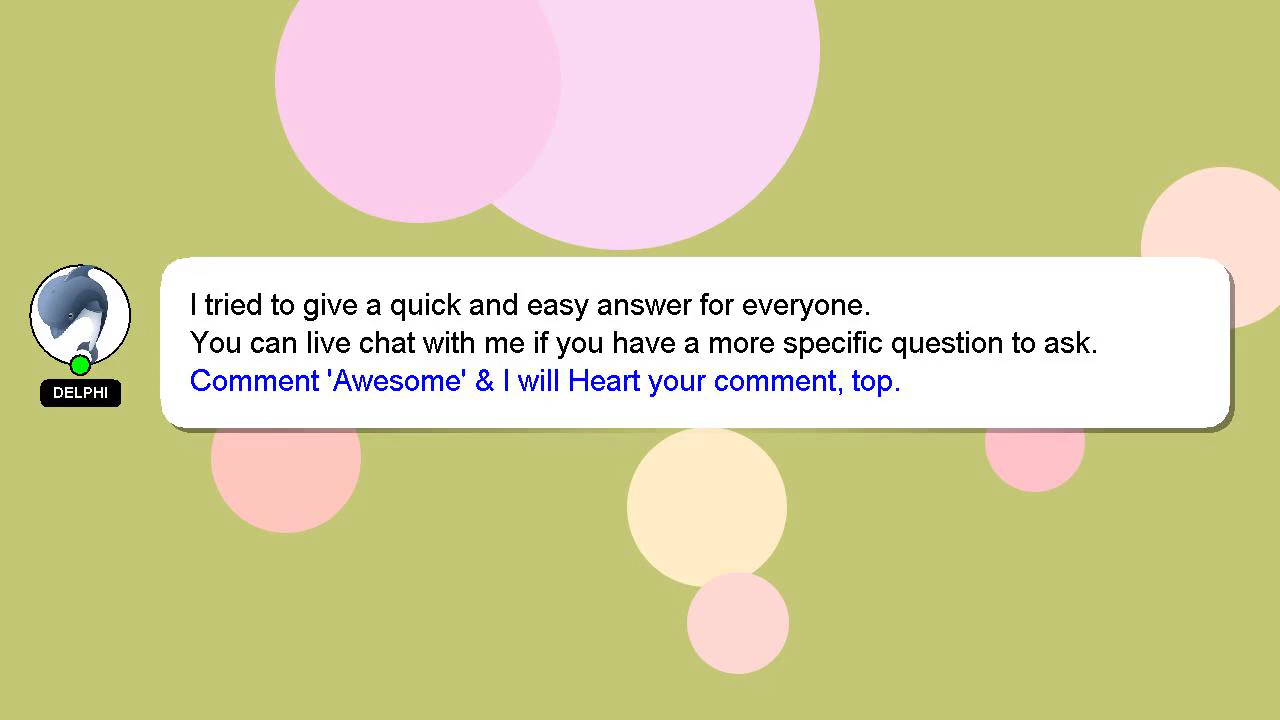 I tried to give a quick and easy answer for everyone.
You can live chat with me if you have a more specific question to ask.
Comment 'Awesome' & I will Heart your comment, top.
DELPHI